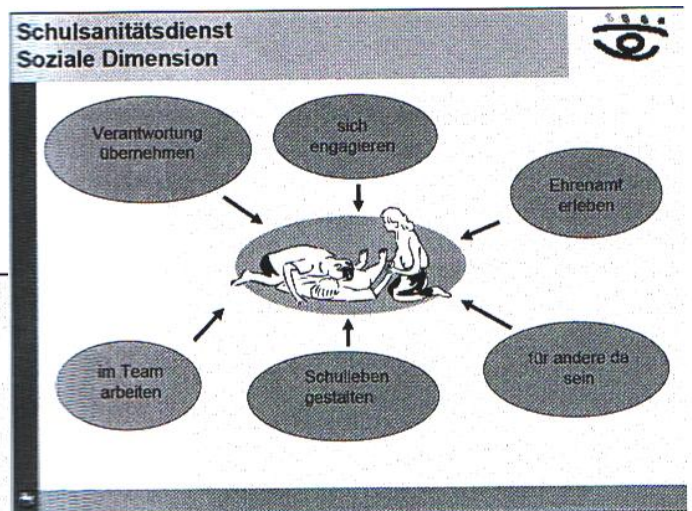 Schulsanitätsdienst
Soziale Dimension
Verantwortung
übernehmen
sich
engagieren
Ehrenamt
erleben
im Team
arbeiten
Schulleben
gestalten
für andere da
sein